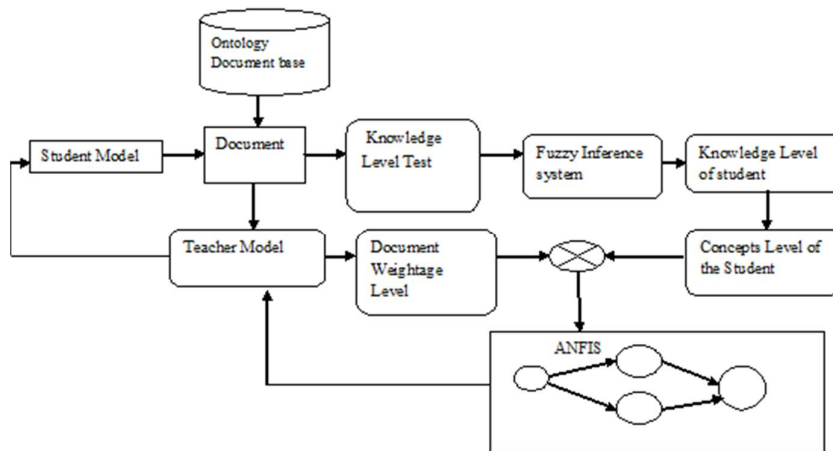 Ontology
Document base
Student Model
Document
Knowledge
Level Test
Fuzzy Inference
system
Knowledge Level
of student
Teacher Model
Document
Weightage
Level
Concepts Level of
the Student
ANFIS